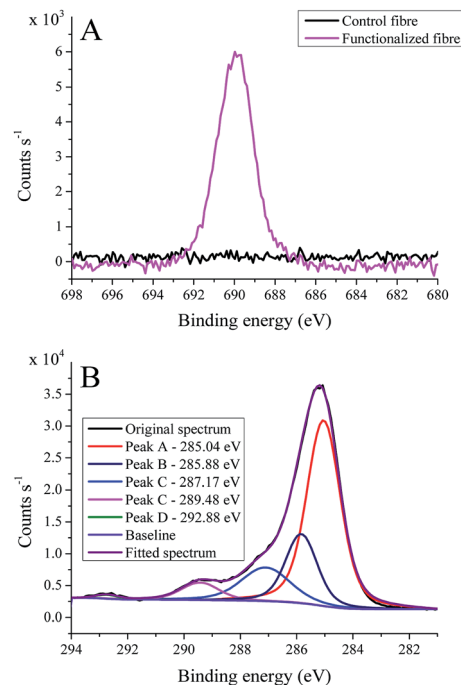 x 10³
A
Control fibre
Functionalized fibre
6
5
4
3
2
1
0
Counts s⁻¹
698 696 694 692 690 688 686 684 682 680
Binding energy (eV)
x 10⁴
B
Original spectrum
Peak A - 285.04 eV
Peak B - 285.88 eV
Peak C - 287.17 eV
Peak C - 289.48 eV
Peak D - 292.88 eV
Baseline
Fitted spectrum
4.0
3.5
3.0
2.5
2.0
1.5
1.0
0.5
0.0
Counts s⁻¹
294 292 290 288 286 284 282
Binding energy (eV)